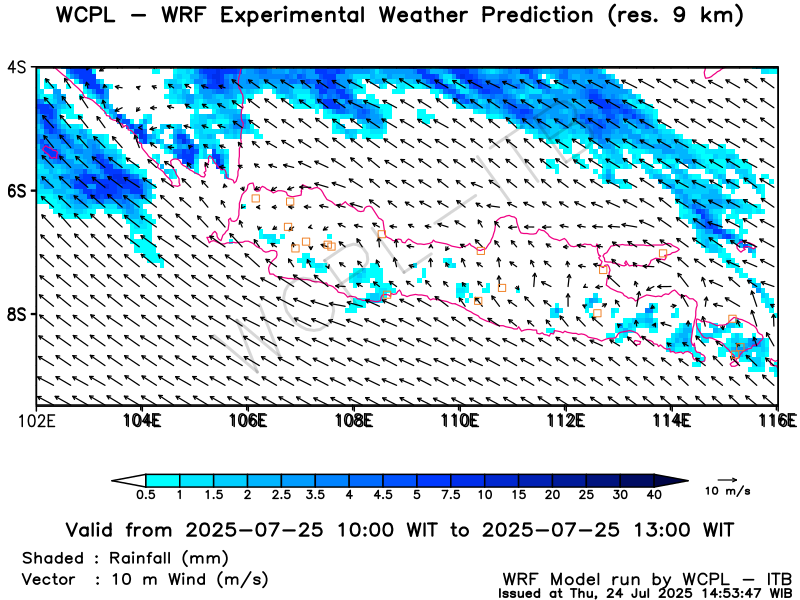 WCPL – WRF Experimental Weather Prediction (res. 9 km)
4S
6S
8S
102E 104E 106E 108E 110E 112E 114E 116E
WCPL-ITB
0.5 1 1.5 2 2.5 3.5 4 4.5 5 7.5 10 15 20 25 30 40
10 m/s
Valid from 2025-07-25 10:00 WIT to 2025-07-25 13:00 WIT
Shaded : Rainfall (mm)
Vector : 10 m Wind (m/s)
WRF Model run by WCPL – ITB
Issued at Thu, 24 Jul 2025 14:53:47 WIB